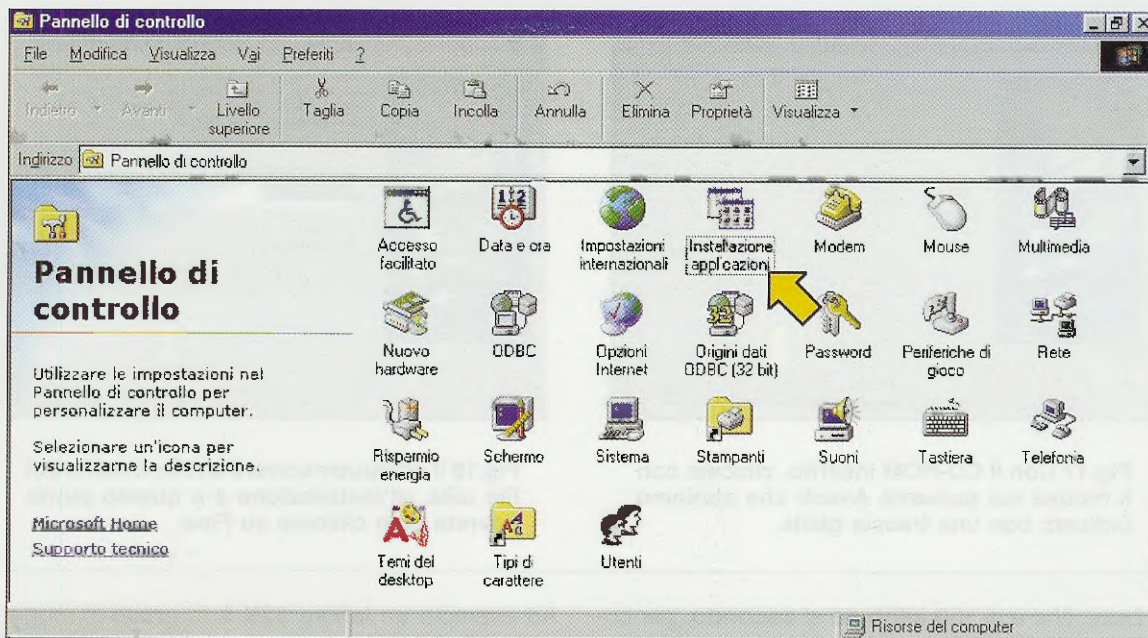 Pannello di controllo
File Modifica Visualizza Vai Preferiti ?
Indietro Avanti Livello superiore Taglia Copia Incolla Annulla Elimina Proprietà Visualizza
Indirizzo Pannello di controllo
Pannello di
controllo
Utilizzare le impostazioni nel
Pannello di controllo per
personalizzare il computer.
Selezionare un'icona per
visualizzarne la descrizione.
Microsoft Home
Supporto tecnico
Accesso facilitato
Data e ora
Impostazioni internazionali
Installazione applicazioni
Modem
Mouse
Multimedia
Nuovo hardware
ODBC
Opzioni Internet
Origini dati ODBC (32 bit)
Password
Periferiche di gioco
Rete
Risparmio energia
Schermo
Sistema
Stampanti
Suoni
Tastiera
Telefonia
Temi del desktop
Tipi di carattere
Utenti
Risorse del computer